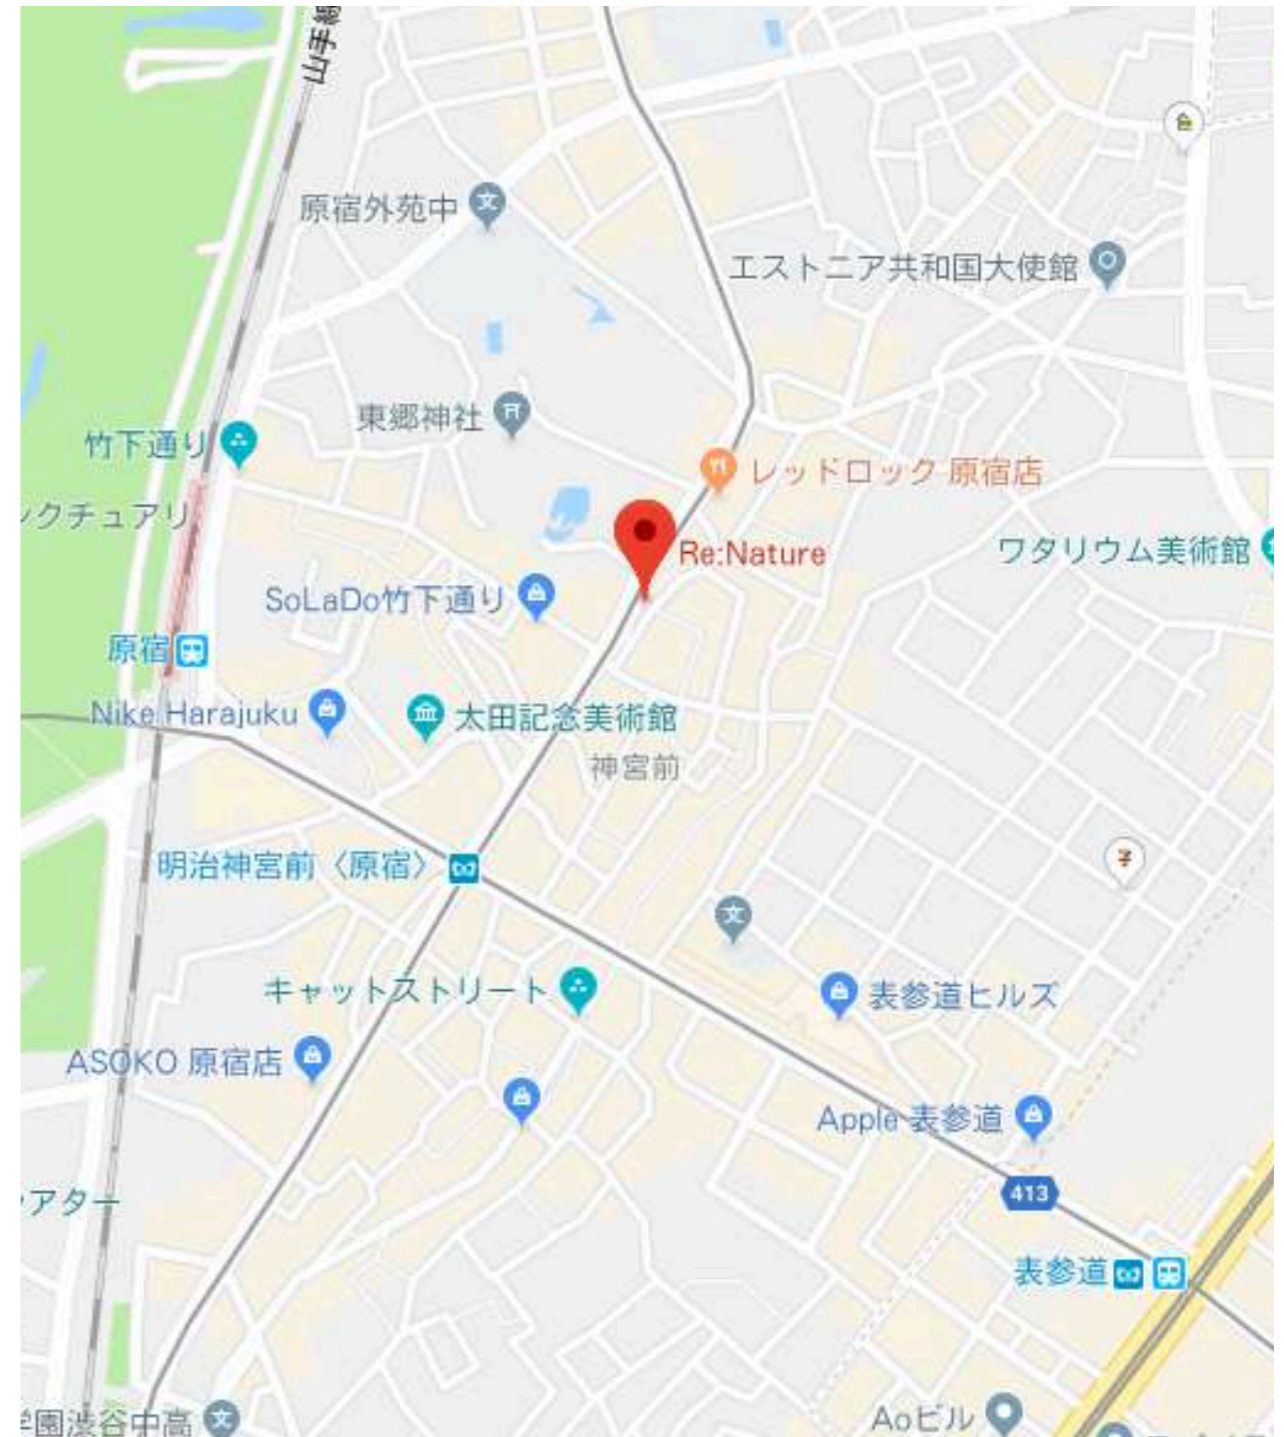 山手線
原宿外苑中
文
エストニア共和国大使館
東郷神社
竹下通り
レッドロック 原宿店
クチュアリ
Re:Nature
ワタリウム美術館
SoLaDo竹下通り
原宿
Nike Harajuku
太田記念美術館
神宮前
明治神宮前〈原宿〉
文
キャットストリート
表参道ヒルズ
ASOKO 原宿店
Apple 表参道
413
アター
表参道
学園渋谷中高
文
Aoビル